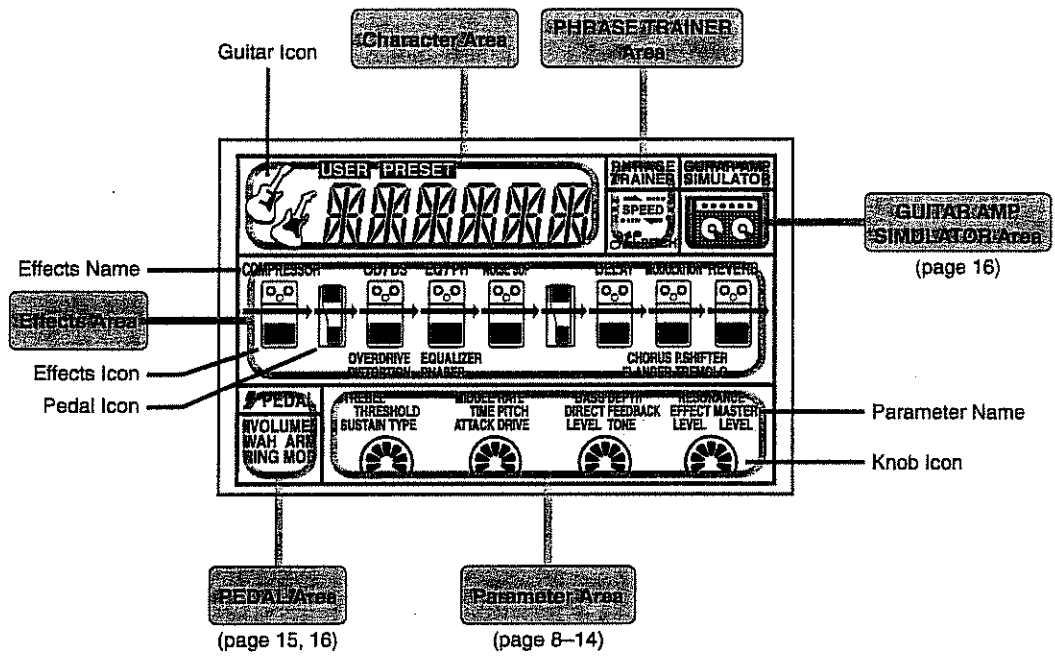 Guitar Icon
Character Area
PHRASE TRAINER
Area
USER PRESET
PHRASE
TRAINER
GUITAR AMP
SIMULATOR
SPEED
GUITAR AMP
SIMULATOR Area
(page 16)
Effects Name
COMPRESSOR OD/DS EQ/PH NOISE SUP DELAY MODULATION REVERB
Effects Area
Effects Icon
OVERDRIVE EQUALIZER CHORUS P.SHIFTER
DISTORTION PHASER FLANGER TREMOLO
Pedal Icon
PEDAL
VOLUME
WAH ARM
RING MOD
TREBLE MIDDLE RATE BASS DEPTH RESONANCE
THRESHOLD TIME PITCH DIRECT FEEDBACK EFFECT MASTER
SUSTAIN TYPE ATTACK DRIVE LEVEL TONE LEVEL LEVEL
Parameter Name
Knob Icon
PEDAL Area
(page 15, 16)
Parameter Area
(page 8–14)